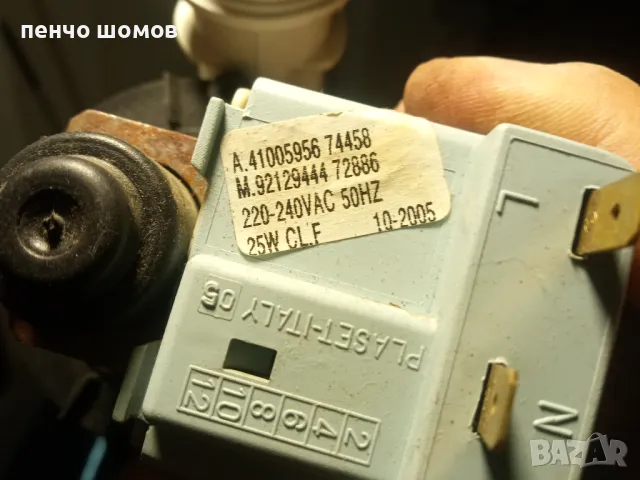 пенчо шомов
A.41005956 74458
M.92129444 72886
220-240VAC 50HZ
25W CL.F 10-2005
PLASET-ITALY 05
2 4 6 8 10 12
L
N
BAZAR